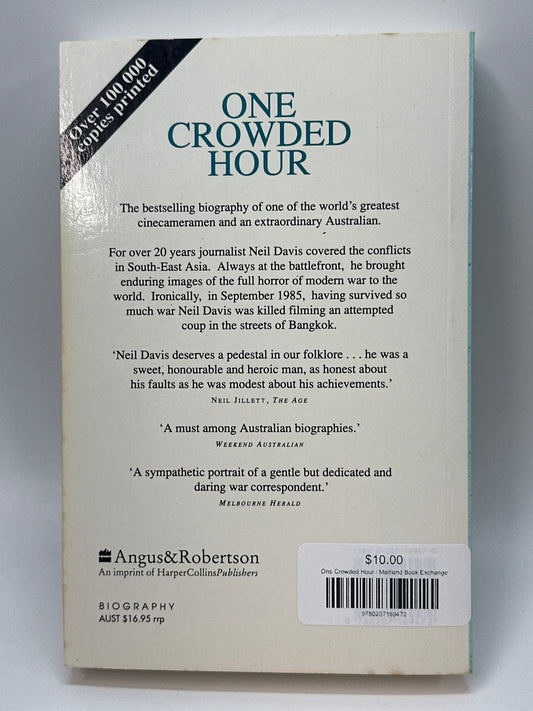 Over 100 000
copies printed
ONE
CROWDED
HOUR
The bestselling biography of one of the world's greatest
cinecameramen and an extraordinary Australian.
For over 20 years journalist Neil Davis covered the conflicts
in South-East Asia. Always at the battlefront, he brought
enduring images of the full horror of modern war to the
world. Ironically, in September 1985, having survived so
much war Neil Davis was killed filming an attempted
coup in the streets of Bangkok.
‘Neil Davis deserves a pedestal in our folklore . . . he was a
sweet, honourable and heroic man, as honest about
his faults as he was modest about his achievements.’
NEIL JILLETT, THE AGE
‘A must among Australian biographies.’
WEEKEND AUSTRALIAN
‘A sympathetic portrait of a gentle but dedicated and
daring war correspondent.’
MELBOURNE HERALD
Angus&Robertson
An imprint of HarperCollinsPublishers
BIOGRAPHY
AUST $16.95 rrp
$10.00
One Crowded Hour / Maitland Book Exchange
9780207169472